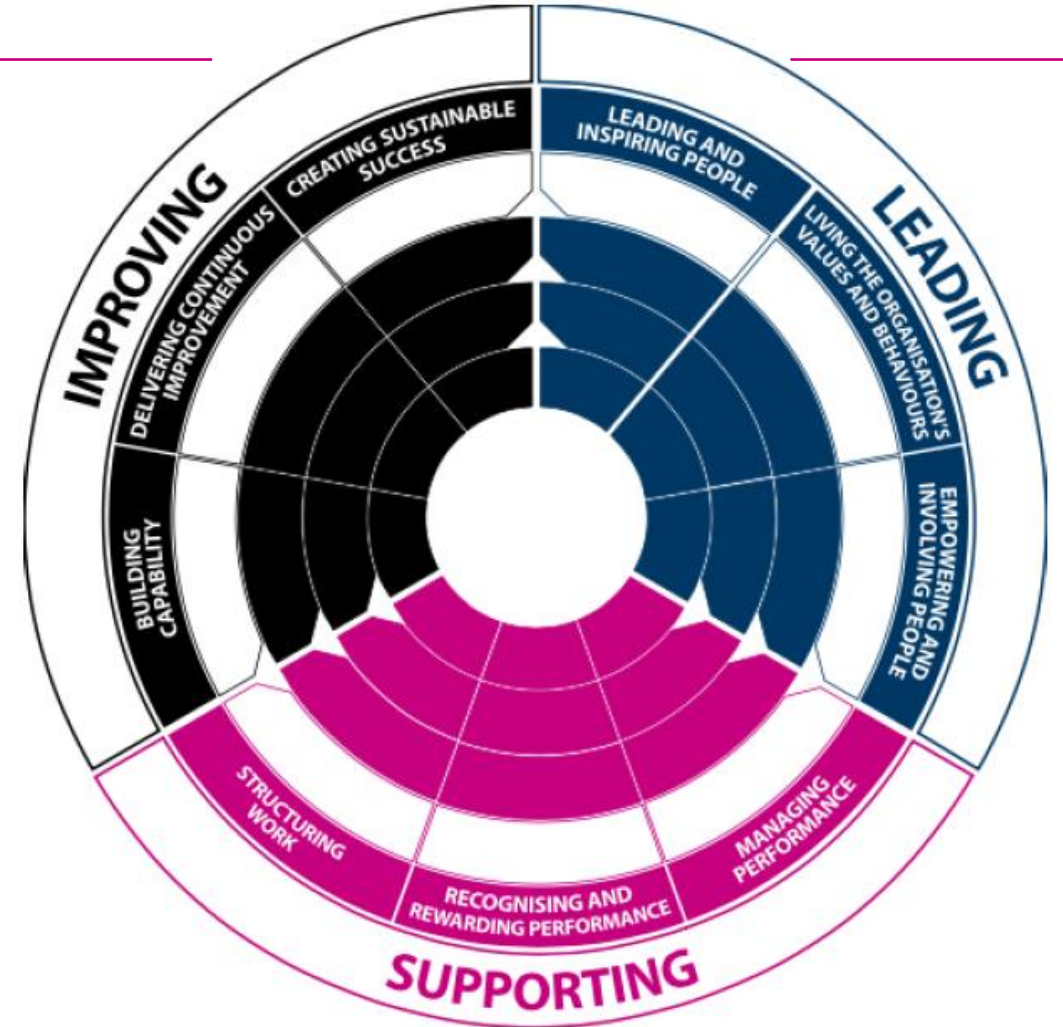 IMPROVING
CREATING SUSTAINABLE
SUCCESS
DELIVERING CONTINUOUS
IMPROVEMENT
BUILDING
CAPABILITY
LEADING
LEADING AND
INSPIRING PEOPLE
LIVING THE ORGANISATION'S
VALUES AND BEHAVIOURS
EMPOWERING AND
INVOLVING PEOPLE
STRUCTURING
WORK
RECOGNISING AND
REWARDING PERFORMANCE
MANAGING
PERFORMANCE
SUPPORTING